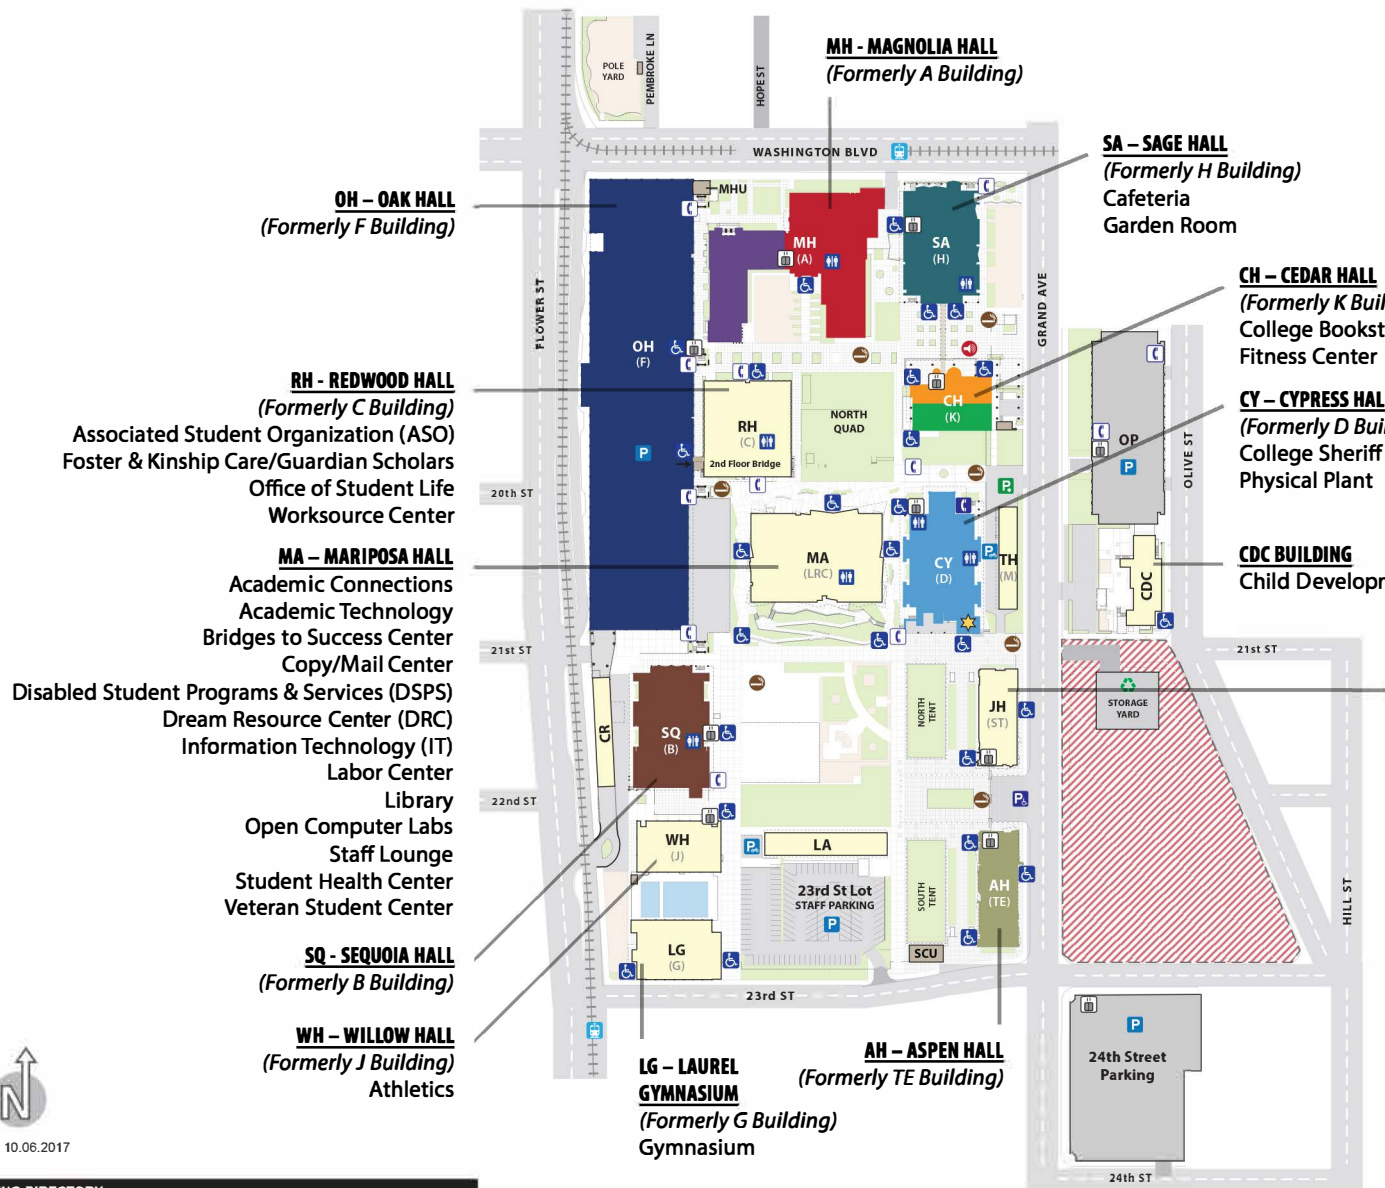 MH - MAGNOLIA HALL
(Formerly A Building)
POLE
YARD
PEMBROKE LN
HOPE ST
WASHINGTON BLVD
SA – SAGE HALL
(Formerly H Building)
Cafeteria
Garden Room
OH – OAK HALL
(Formerly F Building)
MHU
MH
(A)
SA
(H)
FLOWER ST
GRAND AVE
CH – CEDAR HALL
(Formerly K Buil
College Bookst
Fitness Center
OH
(F)
RH - REDWOOD HALL
(Formerly C Building)
Associated Student Organization (ASO)
Foster & Kinship Care/Guardian Scholars
Office of Student Life
Worksource Center
RH
(C)
2nd Floor Bridge
NORTH
QUAD
CH
(K)
CY – CYPRESS HAL
(Formerly D Buil
College Sheriff
Physical Plant
OP
P
OLIVE ST
P
P
20th ST
MA – MARIPOSA HALL
Academic Connections
Academic Technology
Bridges to Success Center
Copy/Mail Center
Disabled Student Programs & Services (DSPS)
Dream Resource Center (DRC)
Information Technology (IT)
Labor Center
Library
Open Computer Labs
Staff Lounge
Student Health Center
Veteran Student Center
MA
(LRC)
CY
(D)
P
TH
(M)
CDC
CDC BUILDING
Child Developr
21st ST
21st ST
SQ
(B)
CR
NORTH
TENT
JH
(ST)
STORAGE
YARD
22nd ST
P
WH
(J)
P
LA
23rd St Lot
STAFF PARKING
P
SOUTH
TENT
AH
(TE)
HILL ST
SQ - SEQUOIA HALL
(Formerly B Building)
LG
(G)
SCU
23rd ST
WH – WILLOW HALL
(Formerly J Building)
Athletics
LG – LAUREL
GYMNASIUM
(Formerly G Building)
Gymnasium
AH – ASPEN HALL
(Formerly TE Building)
P
24th Street
Parking
24th ST
N
10.06.2017